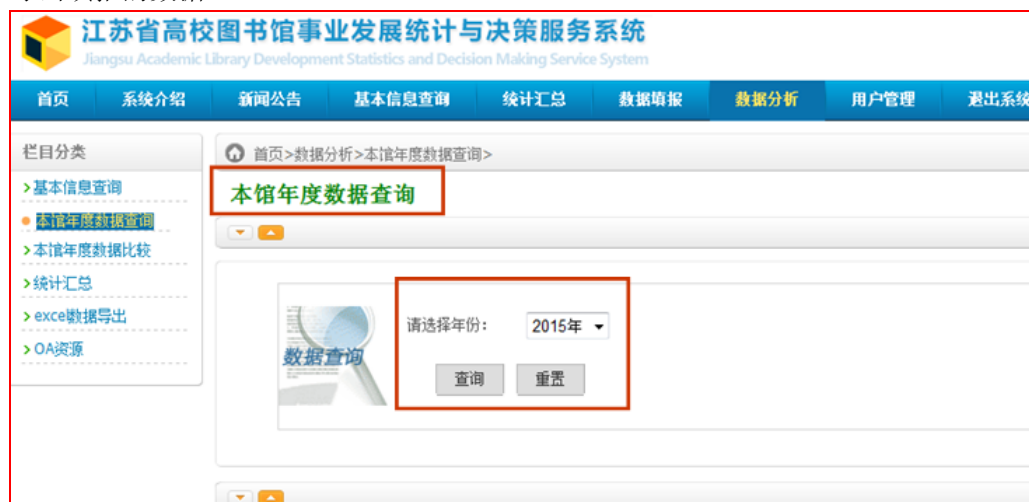 江苏省高校图书馆事业发展统计与决策服务系统
Jiangsu Academic Library Development Statistics and Decision Making Service System
首页 系统介绍 新闻公告 基本信息查询 统计汇总 数据填报 数据分析 用户管理 退出系统
栏目分类
首页>数据分析>本馆年度数据查询>
>基本信息查询
本馆年度数据查询
本馆年度数据查询
>本馆年度数据比较
>统计汇总
>excel数据导出
>OA资源
请选择年份： 2015年
数据查询
查询 重置